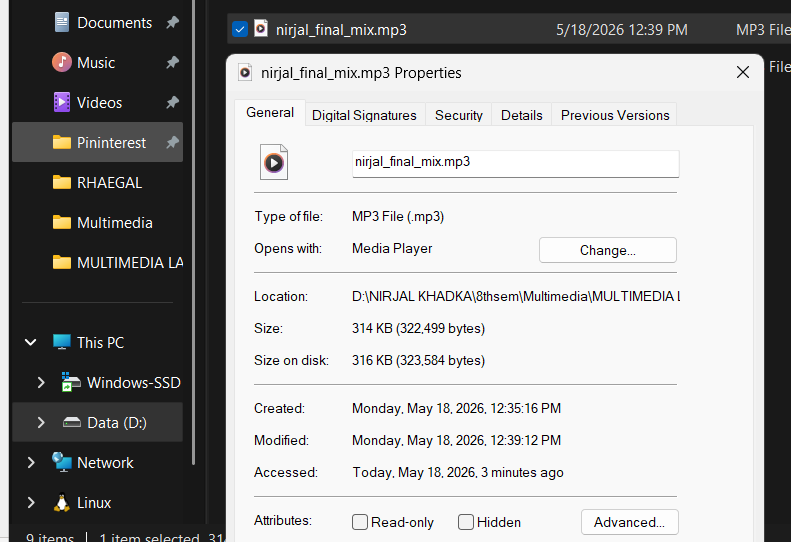 Documents
nirjal_final_mix.mp3 5/18/2026 12:39 PM MP3 File
Music
nirjal_final_mix.mp3 Properties
File
Videos
General Digital Signatures Security Details Previous Versions
Pininterest
nirjal_final_mix.mp3
RHAEGAL
Type of file: MP3 File (.mp3)
Multimedia
Opens with: Media Player Change...
MULTIMEDIA LA
Location: D:\NIRJAL KHADKA\8thsem\Multimedia\MULTIMEDIA L
Size: 314 KB (322,499 bytes)
This PC
Size on disk: 316 KB (323,584 bytes)
Windows-SSD
Created: Monday, May 18, 2026, 12:35:16 PM
Data (D:)
Modified: Monday, May 18, 2026, 12:39:12 PM
Network
Accessed: Today, May 18, 2026, 3 minutes ago
Linux
Attributes: Read-only Hidden Advanced...
9 items 1 item selected 31